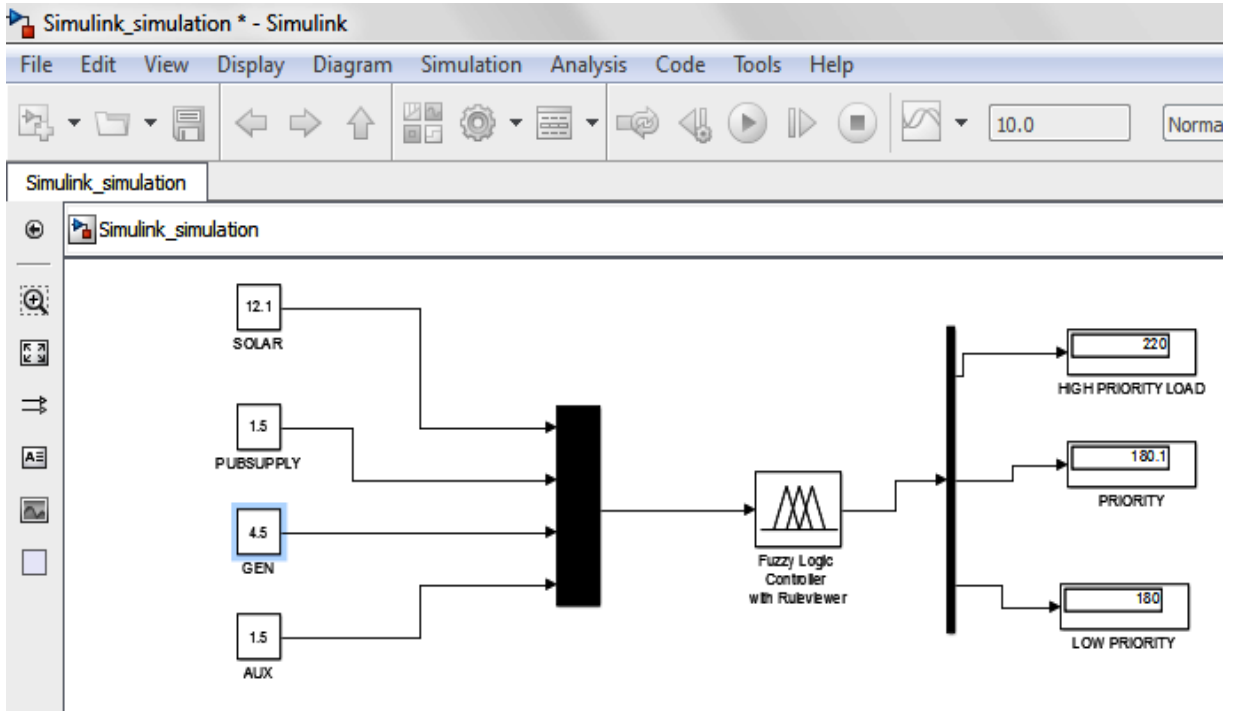 Simulink_simulation * - Simulink
File Edit View Display Diagram Simulation Analysis Code Tools Help
10.0
Norma
Simulink_simulation
Simulink_simulation
12.1
SOLAR
1.5
PUBSUPPLY
4.5
GEN
1.5
AUX
Fuzzy Logic
Controller
with Ruleviewer
220
HIGH PRIORITY LOAD
180.1
PRIORITY
180
LOW PRIORITY